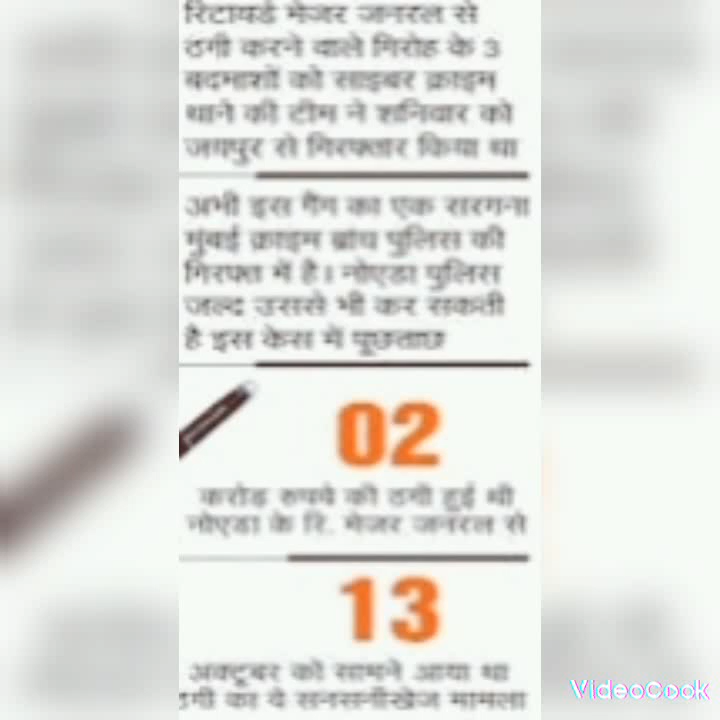 रिटायर्ड मेजर जनरल से
ठगी करने वाले गिरोह के 3
बदमाशों को साइबर क्राइम
थाने की टीम ने शनिवार को
जयपुर से गिरफ्तार किया था
अभी इस गैंग का एक सरगना
मुंबई क्राइम ब्रांच पुलिस की
गिरफ्त में है। नोएडा पुलिस
जल्द उससे भी कर सकती
है इस केस में पूछताछ
02
करोड रुपये की ठगी हुई थी
नोएडा के रि. मेजर जनरल से
13
अक्टूबर को सामने आया था
ठगी का ये सनसनीखेज मामला
VideoCook